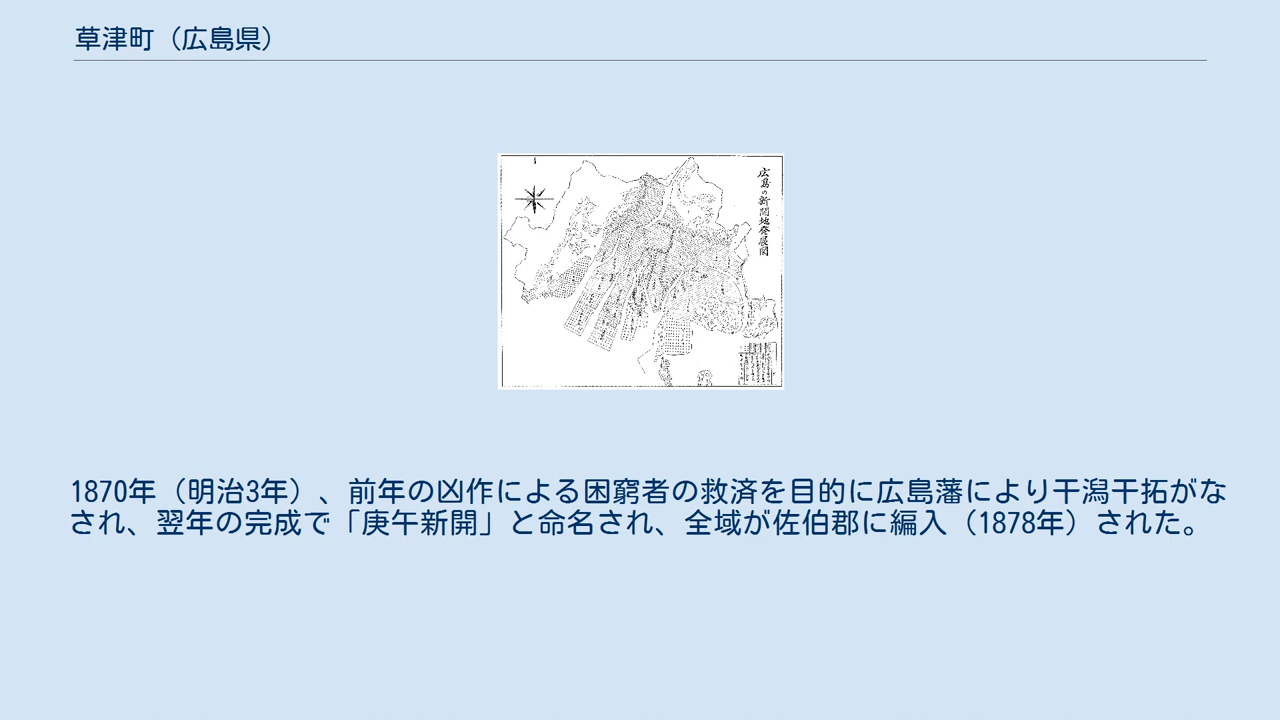 草津町（広島県）
広島の新開地発展図
1870年（明治3年）、前年の凶作による困窮者の救済を目的に広島藩により干潟干拓がな
され、翌年の完成で「庚午新開」と命名され、全域が佐伯郡に編入（1878年）された。